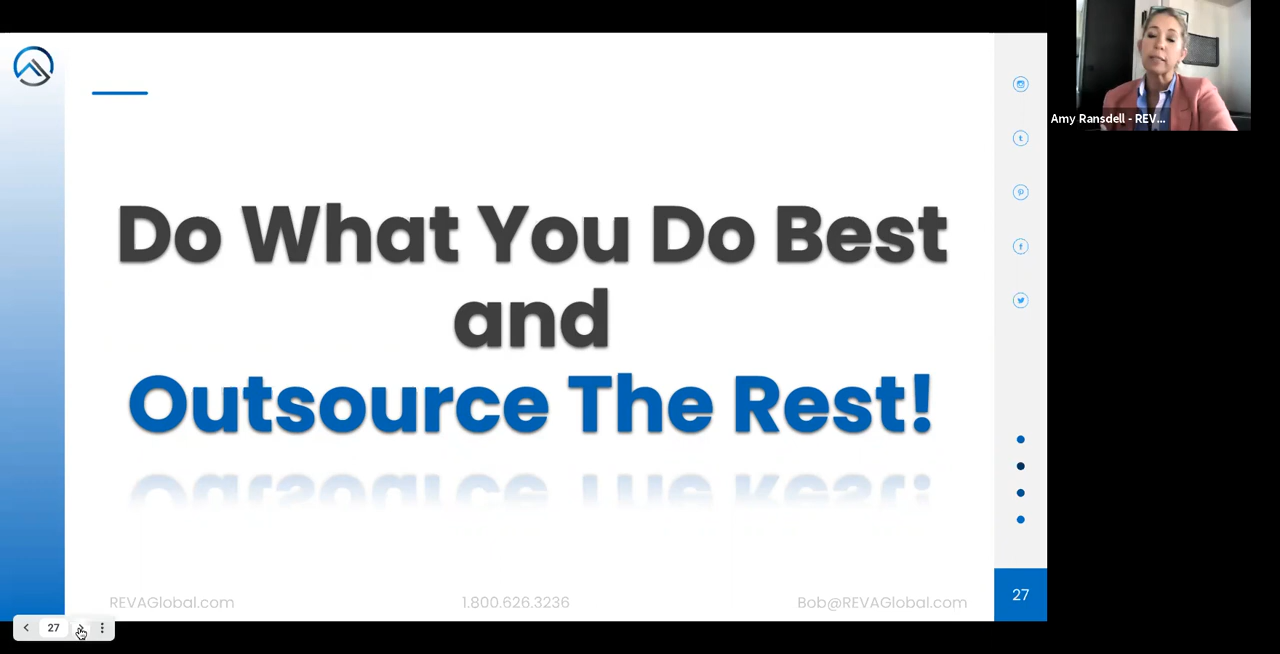 Amy Ransdell - REV...
Do What You Do Best
and
Outsource The Rest!
REVAGlobal.com
1.800.626.3236
Bob@REVAGlobal.com
27
27